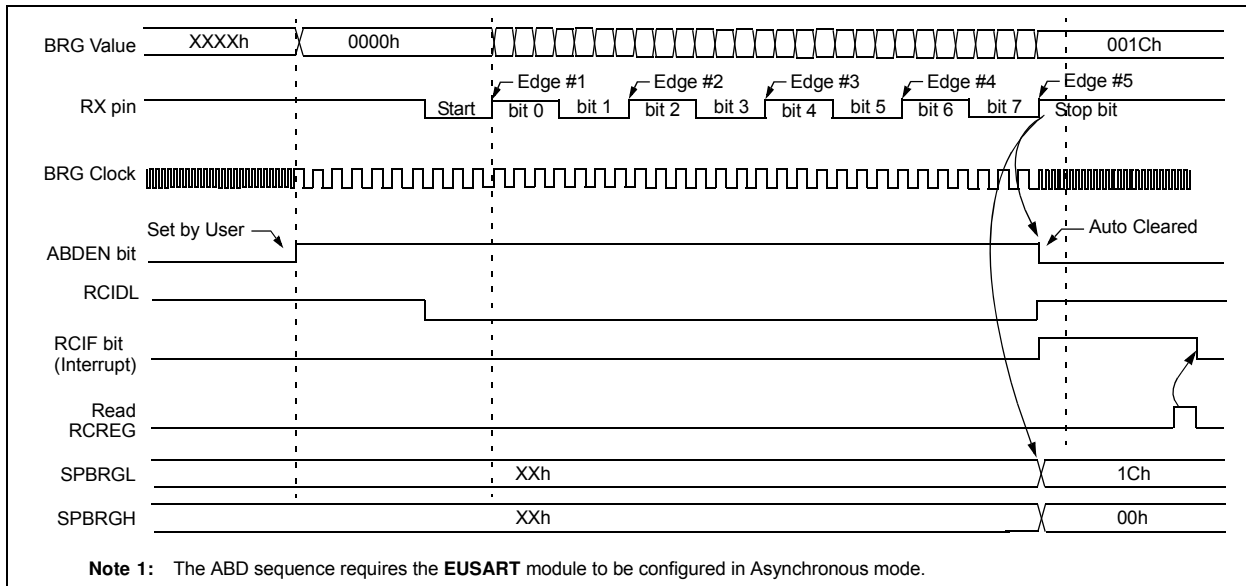 BRG Value XXXXh 0000h 001Ch
Edge #1 Edge #2 Edge #3 Edge #4 Edge #5
RX pin Start bit 0 bit 1 bit 2 bit 3 bit 4 bit 5 bit 6 bit 7 Stop bit
BRG Clock
Set by User Auto Cleared
ABDEN bit
RCIDL
RCIF bit
(Interrupt)
Read
RCREG
SPBRGL XXh 1Ch
SPBRGH XXh 00h
Note 1: The ABD sequence requires the EUSART module to be configured in Asynchronous mode.